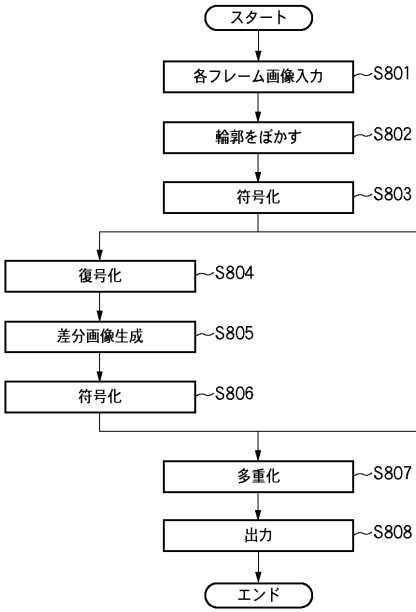 スタート
各フレーム画像入力
S801
輪郭をぼかす
S802
符号化
S803
復号化
S804
差分画像生成
S805
符号化
S806
多重化
S807
出力
S808
エンド